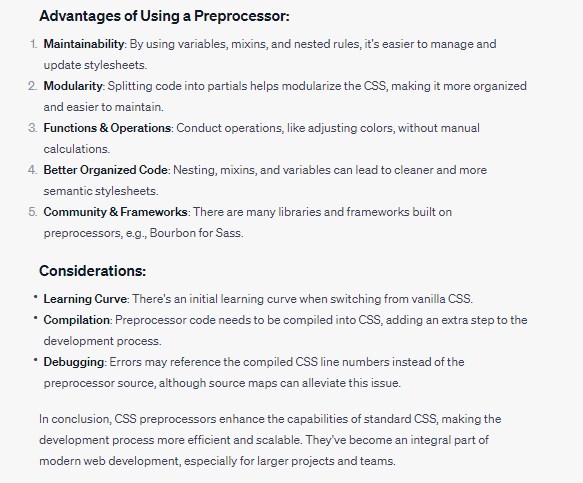 Advantages of Using a Preprocessor:
1. Maintainability: By using variables, mixins, and nested rules, it's easier to manage and
update stylesheets.
2. Modularity: Splitting code into partials helps modularize the CSS, making it more organized
and easier to maintain.
3. Functions & Operations: Conduct operations, like adjusting colors, without manual
calculations.
4. Better Organized Code: Nesting, mixins, and variables can lead to cleaner and more
semantic stylesheets.
5. Community & Frameworks: There are many libraries and frameworks built on
preprocessors, e.g., Bourbon for Sass.
Considerations:
• Learning Curve: There's an initial learning curve when switching from vanilla CSS.
• Compilation: Preprocessor code needs to be compiled into CSS, adding an extra step to the
development process.
• Debugging: Errors may reference the compiled CSS line numbers instead of the
preprocessor source, although source maps can alleviate this issue.
In conclusion, CSS preprocessors enhance the capabilities of standard CSS, making the
development process more efficient and scalable. They've become an integral part of
modern web development, especially for larger projects and teams.